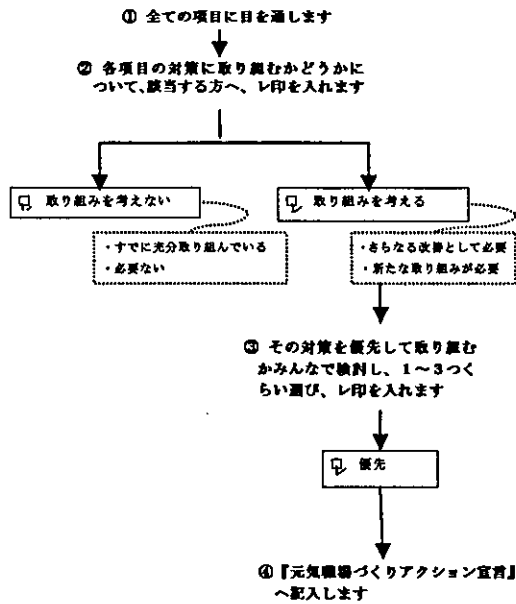 ① 全ての項目に目を通します
② 各項目の対策に取り組むかどうかに
ついて、該当する方へ、レ印を入れます
取り組みを考えない
取り組みを考える
・すでに充分取り組んでいる
・必要ない
・さらなる改善として必要
・新たな取り組みが必要
③ その対策を優先して取り組む
かみんなで検討し、1～3つく
らい選び、レ印を入れます
優先
④『元気職場づくりアクション宣言』
へ記入します